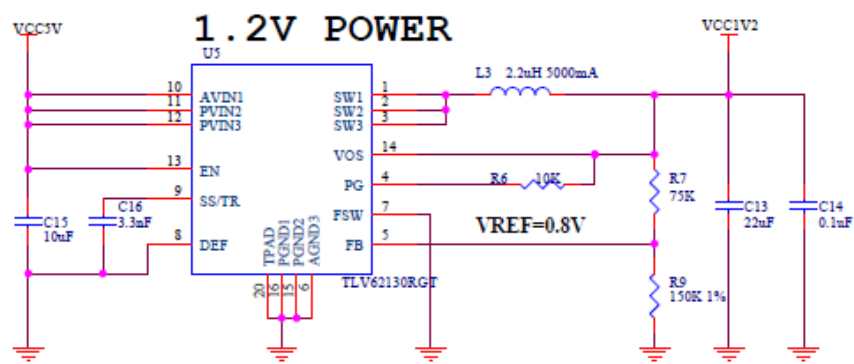 1.2V POWER
VCC5V
VCC1V2
U5
L3 2.2uH 5000mA
10 AVIN1 SW1 1
11 PVIN2 SW2 2
12 PVIN3 SW3 3
VOS 14
13 EN
R6 10K
PG 4
R7
75K
9 SS/TR
C16
3.3nF
FSW 7
VREF=0.8V
C15
10uF
C13
22uF
C14
0.1uF
8 DEF
FB 5
TPAD PGND1 PGND2 AGND3
TLV62130RGT
20 16 15 6
R9
150K 1%